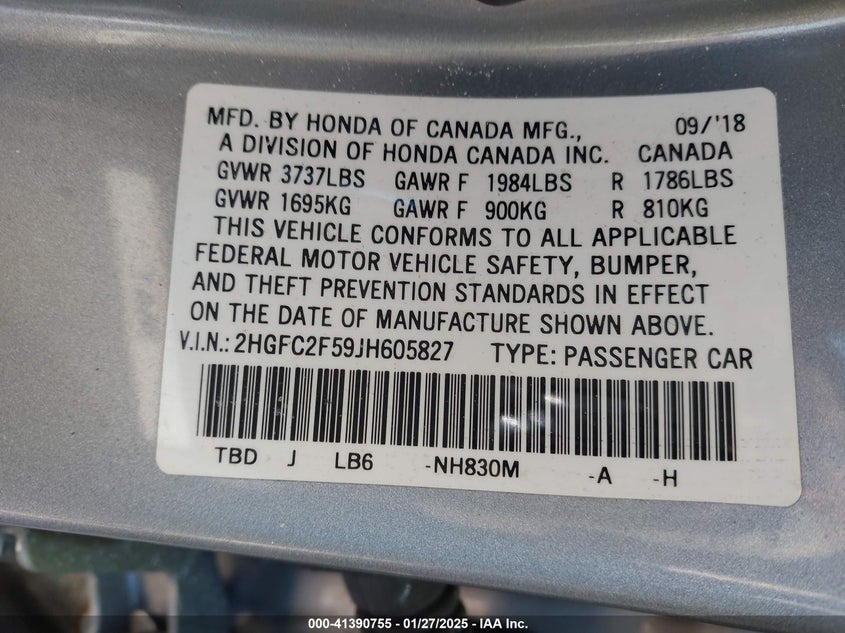 MFD. BY HONDA OF CANADA MFG., 09/'18
A DIVISION OF HONDA CANADA INC. CANADA
GVWR 3737LBS GAWR F 1984LBS R 1786LBS
GVWR 1695KG GAWR F 900KG R 810KG
THIS VEHICLE CONFORMS TO ALL APPLICABLE
FEDERAL MOTOR VEHICLE SAFETY, BUMPER,
AND THEFT PREVENTION STANDARDS IN EFFECT
ON THE DATE OF MANUFACTURE SHOWN ABOVE.
V.I.N.: 2HGFC2F59JH605827 TYPE: PASSENGER CAR
TBD J LB6 -NH830M -A -H
000-41390755 - 01/27/2025 - IAA Inc.